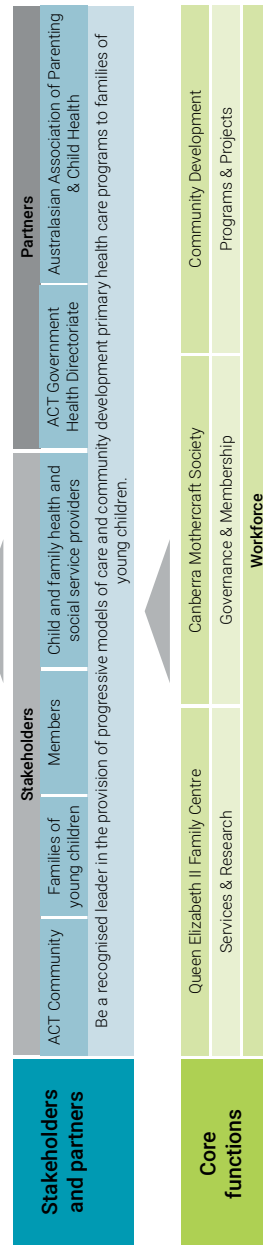 Stakeholders
and partners
Stakeholders
Partners
ACT Community
Families of
young children
Members
Child and family health and
social service providers
ACT Government
Health Directoriate
Australasian Association of Parenting
& Child Health
Be a recognised leader in the provision of progressive models of care and community development primary health care programs to families of
young children.
Core
functions
Queen Elizabeth II Family Centre
Canberra Mothercraft Society
Community Development
Services & Research
Governance & Membership
Programs & Projects
Workforce